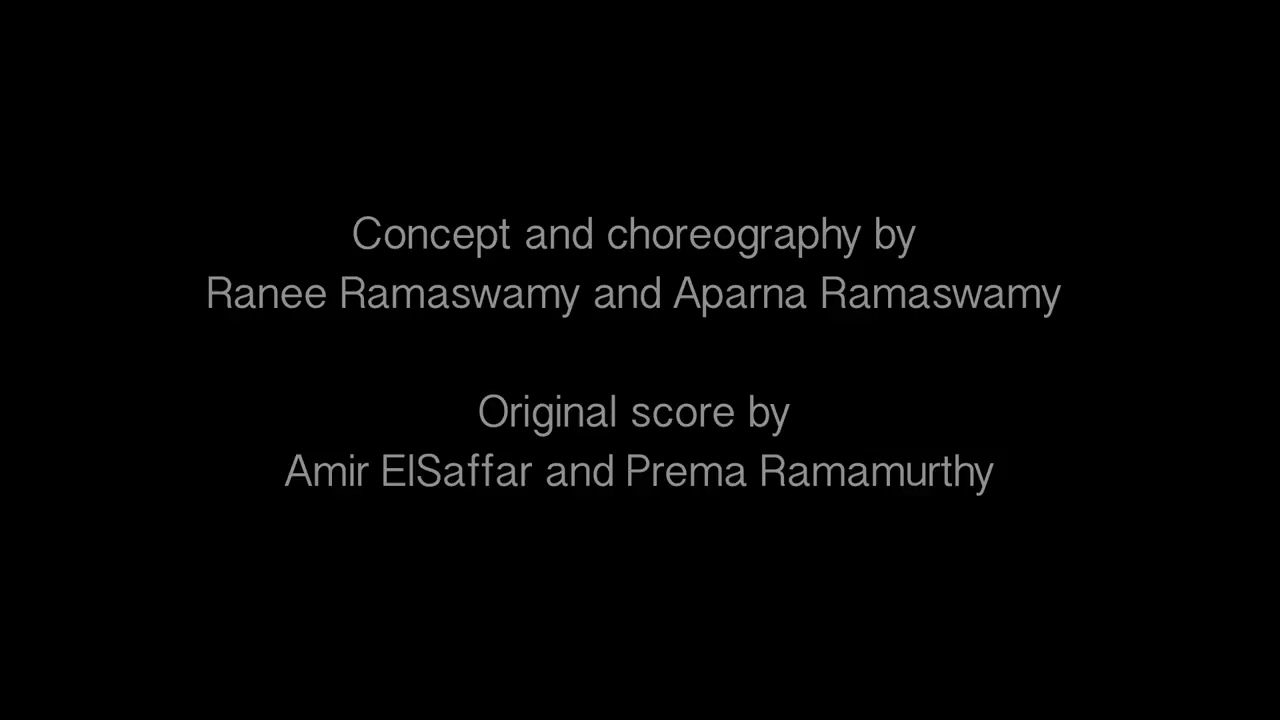 Concept and choreography by
Ranee Ramaswamy and Aparna Ramaswamy
Original score by
Amir ElSaffar and Prema Ramamurthy